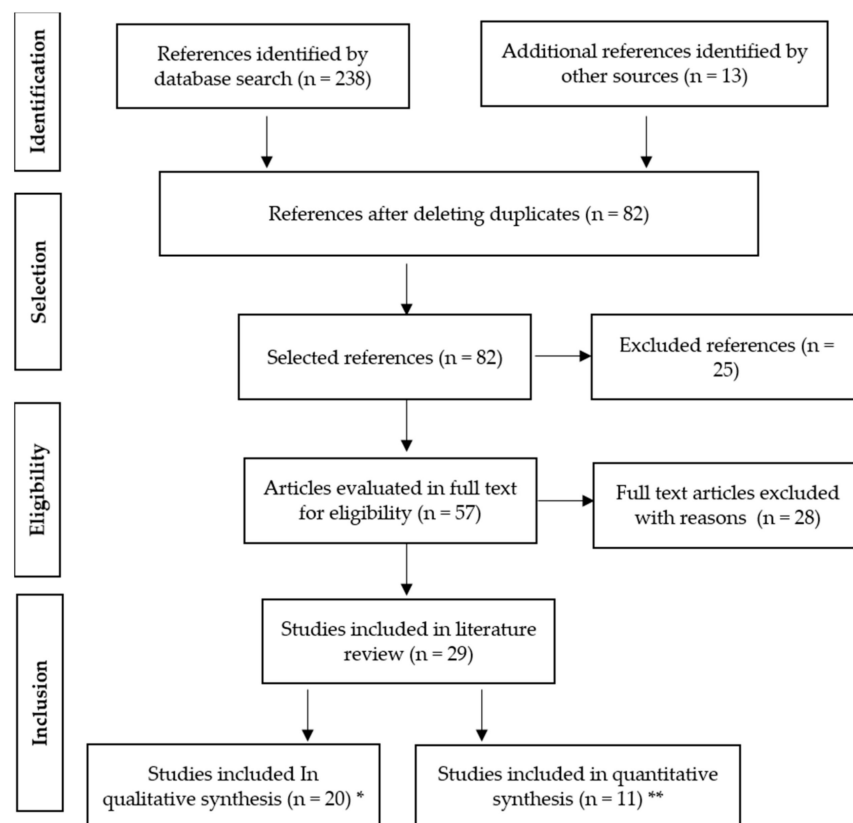 Identification
References identified by
database search (n = 238)
Additional references identified by
other sources (n = 13)
Selection
References after deleting duplicates (n = 82)
Selected references (n = 82)
Excluded references (n =
25)
Eligibility
Articles evaluated in full text
for eligibility (n = 57)
Full text articles excluded
with reasons (n = 28)
Inclusion
Studies included in literature
review (n = 29)
Studies included In
qualitative synthesis (n = 20) *
Studies included in quantitative
synthesis (n = 11) **